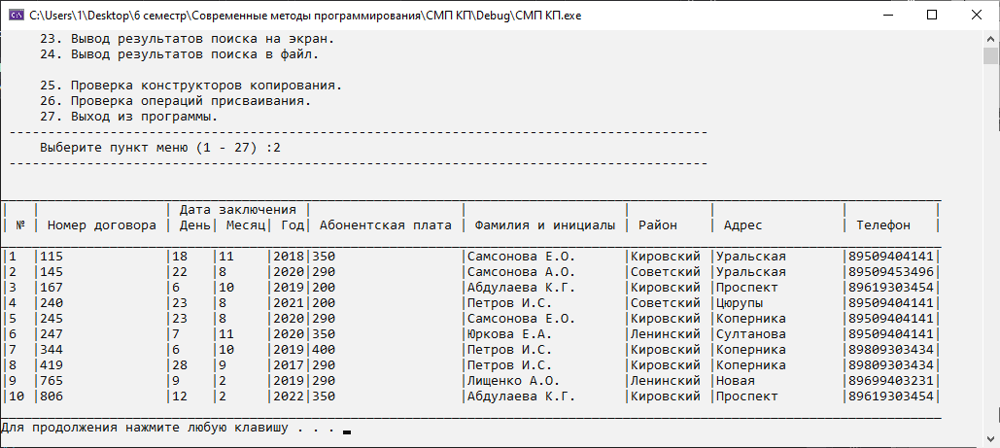 C:\Users\1\Desktop\6 семестр\Современные методы программирования\СМП КП\Debug\СМП КП.exe
23. Вывод результатов поиска на экран.
24. Вывод результатов поиска в файл.
25. Проверка конструкторов копирования.
26. Проверка операций присваивания.
27. Выход из программы.
-----------------------------------------------------------------------------------------
Выберите пункт меню (1 - 27) :2
-----------------------------------------------------------------------------------------
| | | Дата заключения | | | | | |
| № | Номер договора | День| Месяц| Год| Абонентская плата | Фамилия и инициалы | Район | Адрес | Телефон |
|1 |115 |18 |11 |2018|350 |Самсонова Е.О. |Кировский |Уральская |89509404141|
|2 |145 |22 |8 |2020|290 |Самсонова А.О. |Советский |Уральская |89509453496|
|3 |167 |6 |10 |2019|200 |Абдулаева К.Г. |Кировский |Проспект |89619303454|
|4 |240 |23 |8 |2021|200 |Петров И.С. |Советский |Цюрупы |89509404141|
|5 |245 |23 |8 |2020|290 |Самсонова Е.О. |Кировский |Коперника |89509404141|
|6 |247 |7 |11 |2020|350 |Юркова Е.А. |Ленинский |Султанова |89509404141|
|7 |344 |6 |10 |2019|400 |Петров И.С. |Кировский |Коперника |89809303434|
|8 |419 |28 |9 |2017|290 |Петров И.С. |Кировский |Коперника |89809303434|
|9 |765 |9 |2 |2019|290 |Лищенко А.О. |Ленинский |Новая |89699403231|
|10 |806 |12 |2 |2022|350 |Абдулаева К.Г. |Кировский |Проспект |89619303454|
Для продолжения нажмите любую клавишу . . .